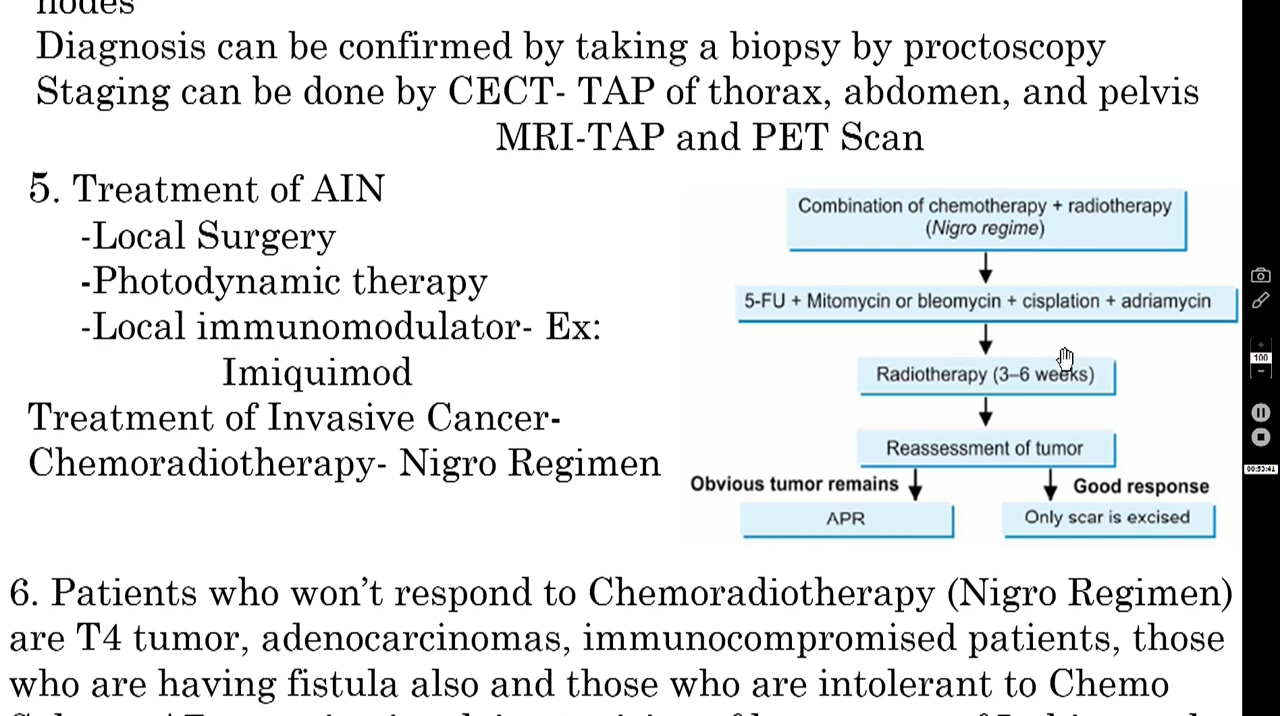 nodes
Diagnosis can be confirmed by taking a biopsy by proctoscopy
Staging can be done by CECT- TAP of thorax, abdomen, and pelvis
MRI-TAP and PET Scan
5. Treatment of AIN
-Local Surgery
-Photodynamic therapy
-Local immunomodulator- Ex:
Imiquimod
Treatment of Invasive Cancer-
Chemoradiotherapy- Nigro Regimen
Combination of chemotherapy + radiotherapy
(Nigro regime)
5-FU + Mitomycin or bleomycin + cisplation + adriamycin
Radiotherapy (3–6 weeks)
Reassessment of tumor
Obvious tumor remains
Good response
APR
Only scar is excised
6. Patients who won't respond to Chemoradiotherapy (Nigro Regimen)
are T4 tumor, adenocarcinomas, immunocompromised patients, those
who are having fistula also and those who are intolerant to Chemo
100
00:53:41